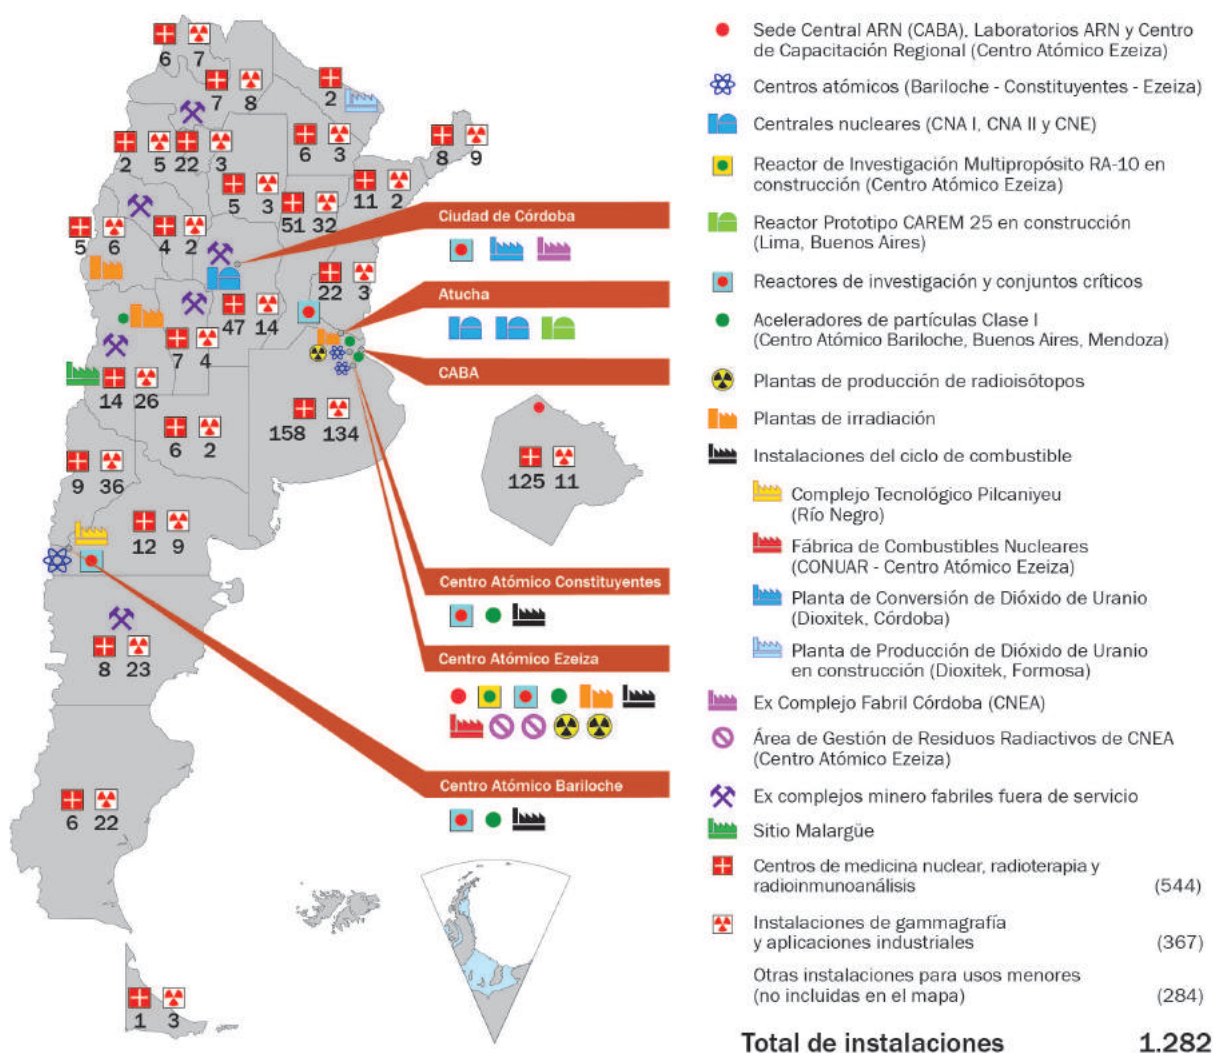 6 7
7 8
2
2 5 22 3
6 3
8 9
5 3
11 2
51 32
5 6
4 2
22 3
47 14
7 4
14 26
158 134
6 2
9 36
12 9
8 23
6 22
1 3
Ciudad de Córdoba
Atucha
CABA
125 11
Centro Atómico Constituyentes
Centro Atómico Ezeiza
Centro Atómico Bariloche
Sede Central ARN (CABA), Laboratorios ARN y Centro
de Capacitación Regional (Centro Atómico Ezeiza)
Centros atómicos (Bariloche - Constituyentes - Ezeiza)
Centrales nucleares (CNA I, CNA II y CNE)
Reactor de Investigación Multipropósito RA-10 en
construcción (Centro Atómico Ezeiza)
Reactor Prototipo CAREM 25 en construcción
(Lima, Buenos Aires)
Reactores de investigación y conjuntos críticos
Aceleradores de partículas Clase I
(Centro Atómico Bariloche, Buenos Aires, Mendoza)
Plantas de producción de radioisótopos
Plantas de irradiación
Instalaciones del ciclo de combustible
Complejo Tecnológico Pilcaniyeu
(Río Negro)
Fábrica de Combustibles Nucleares
(CONUAR - Centro Atómico Ezeiza)
Planta de Conversión de Dióxido de Uranio
(Dioxitek, Córdoba)
Planta de Producción de Dióxido de Uranio
en construcción (Dioxitek, Formosa)
Ex Complejo Fabril Córdoba (CNEA)
Área de Gestión de Residuos Radiactivos de CNEA
(Centro Atómico Ezeiza)
Ex complejos minero fabriles fuera de servicio
Sitio Malargüe
Centros de medicina nuclear, radioterapia y
radioinmunoanálisis (544)
Instalaciones de gammagrafía
y aplicaciones industriales (367)
Otras instalaciones para usos menores
(no incluidas en el mapa) (284)
Total de instalaciones 1.282